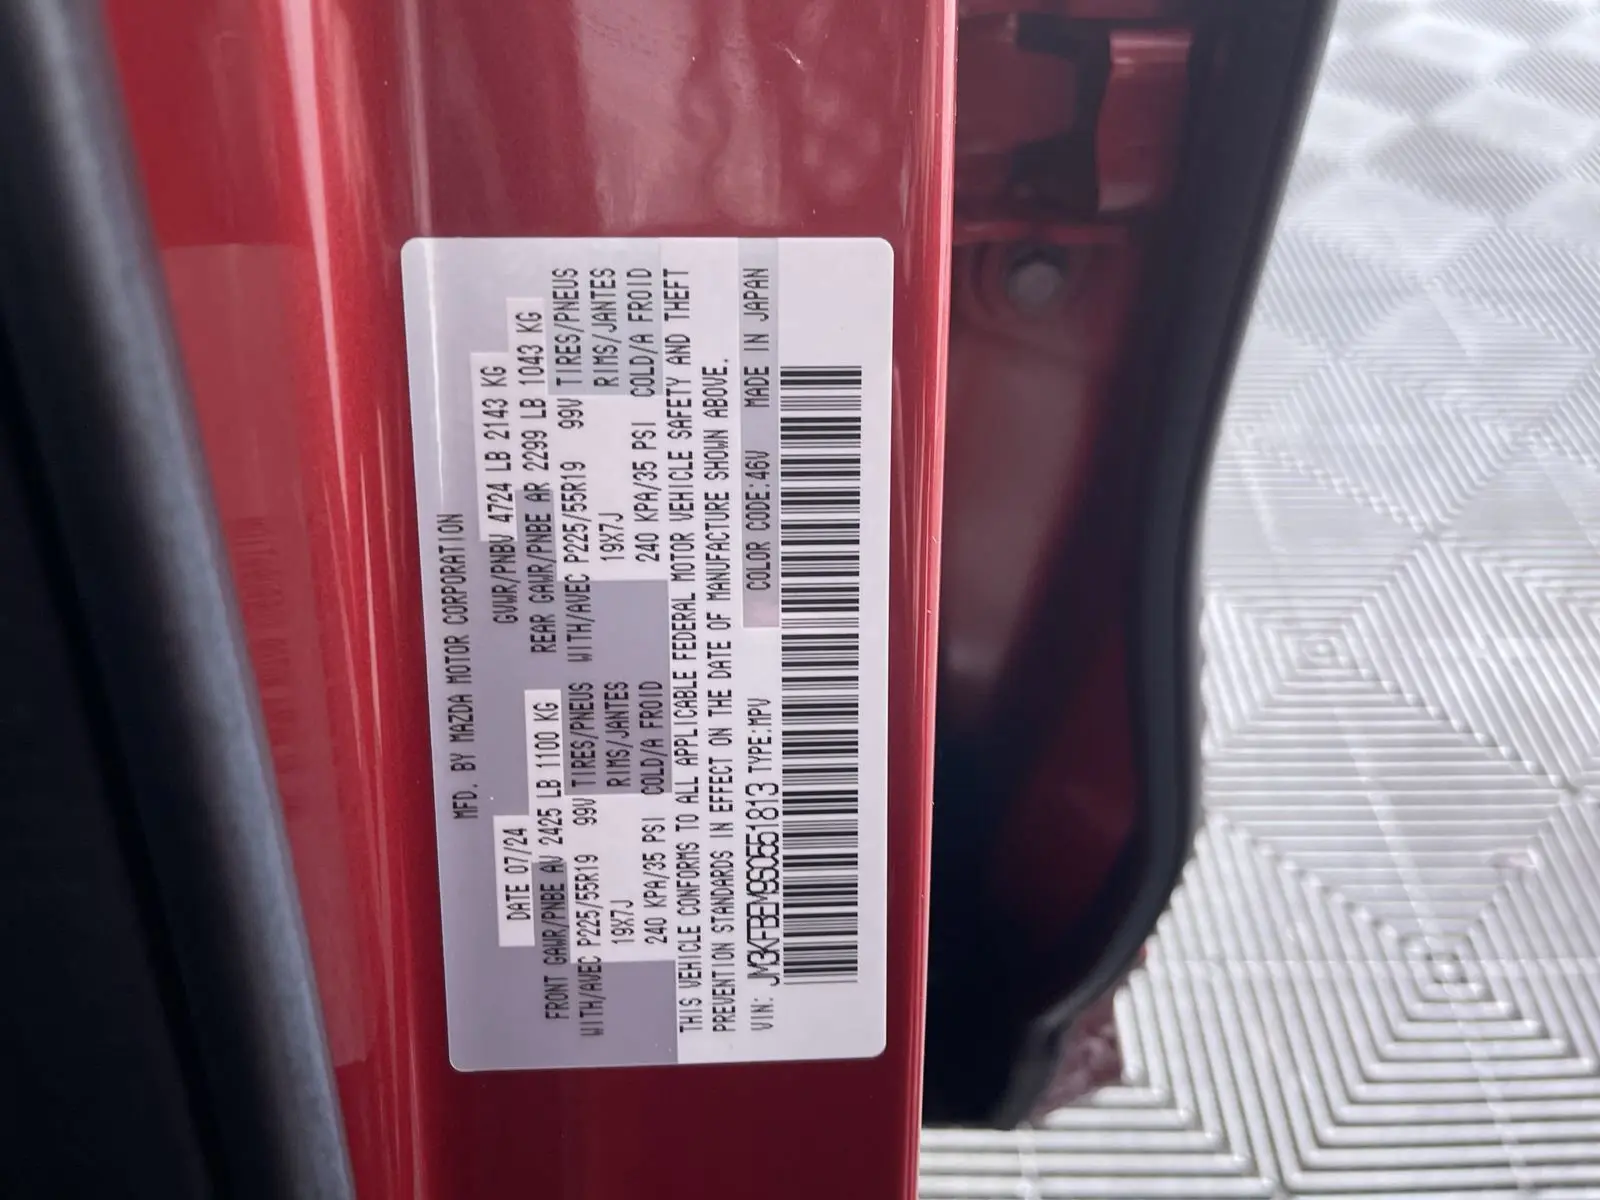 MFD. BY MAZDA MOTOR CORPORATION
DATE 07/24 GVWR/PNBV 4724 LB 2143 KG
FRONT GAWR/PNBE AV 2425 LB 1100 KG REAR GAWR/PNBE AR 2299 LB 1043 KG
WITH/AVEC P225/55R19 99V TIRES/PNEUS WITH/AVEC P225/55R19 99V TIRES/PNEUS
19X7J RIMS/JANTES 19X7J RIMS/JANTES
240 KPA/35 PSI COLD/A FROID 240 KPA/35 PSI COLD/A FROID
THIS VEHICLE CONFORMS TO ALL APPLICABLE FEDERAL MOTOR VEHICLE SAFETY AND THEFT
PREVENTION STANDARDS IN EFFECT ON THE DATE OF MANUFACTURE SHOWN ABOVE.
VIN: JM3KFBEM9S0551813 TYPE:MPV COLOR CODE:46V MADE IN JAPAN